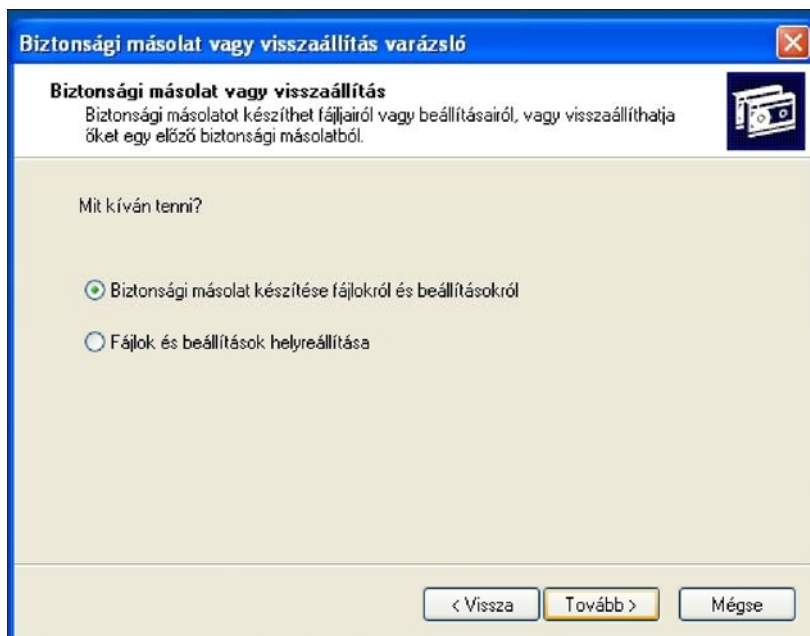 Biztonsági másolat vagy visszaállítás varázsló
Biztonsági másolat vagy visszaállítás
Biztonsági másolatot készíthet fájljairól vagy beállításairól, vagy visszaállíthatja
őket egy előző biztonsági másolatból.
Mit kíván tenni?
Biztonsági másolat készítése fájlokról és beállításokról
Fájlok és beállítások helyreállítása
< Vissza
Tovább >
Mégse